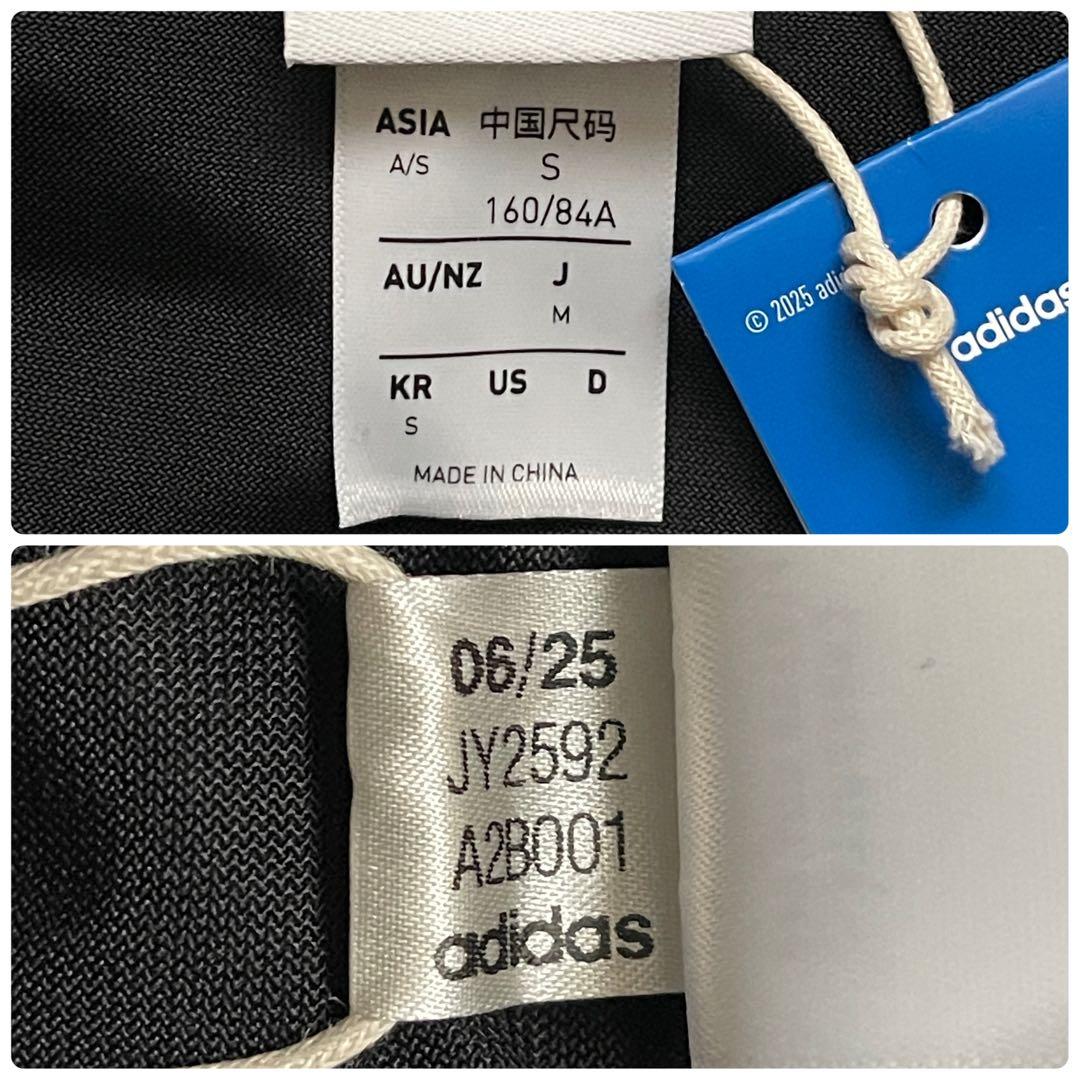 ASIA 中国尺码
A/S S
160/84A
AU/NZ J
M
KR US D
S
MADE IN CHINA
© 2025 adi
adidas
06/25
JY2592
A2B001
adidas